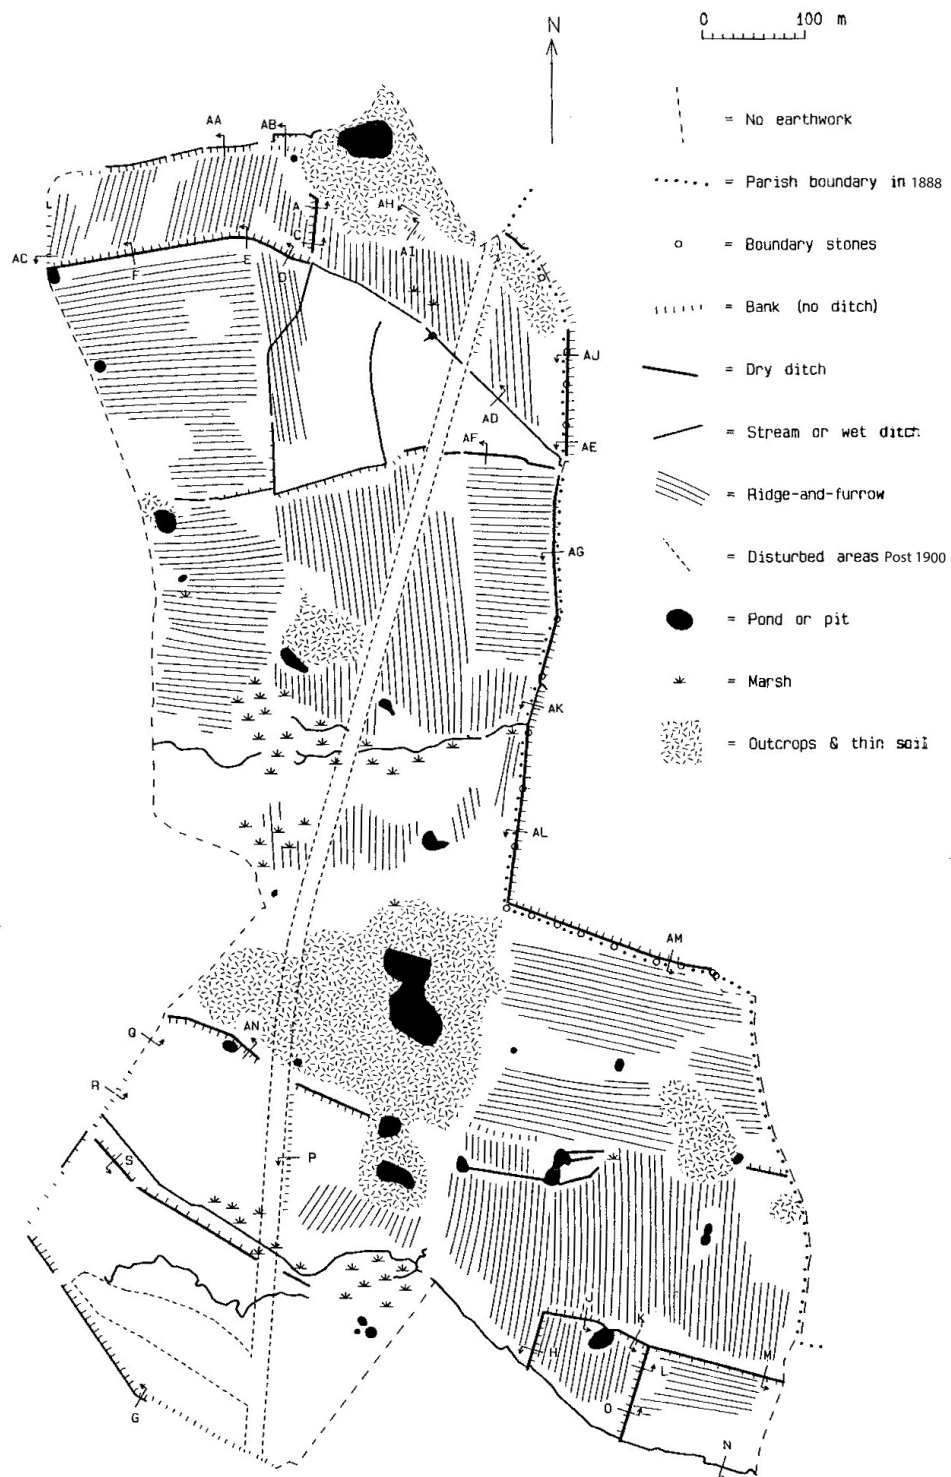 N
0 100 m
= No earthwork
= Parish boundary in 1888
= Boundary stones
= Bank (no ditch)
= Dry ditch
= Stream or wet ditch
= Ridge-and-furrow
= Disturbed areas Post 1900
= Pond or pit
= Marsh
= Outcrops & thin soil
AA
AB
A
AH
C
AI
AC
F
E
D
AJ
AD
AE
AF
AG
AK
AL
AM
Q
AN
R
S
P
J
K
H
L
M
O
G
N